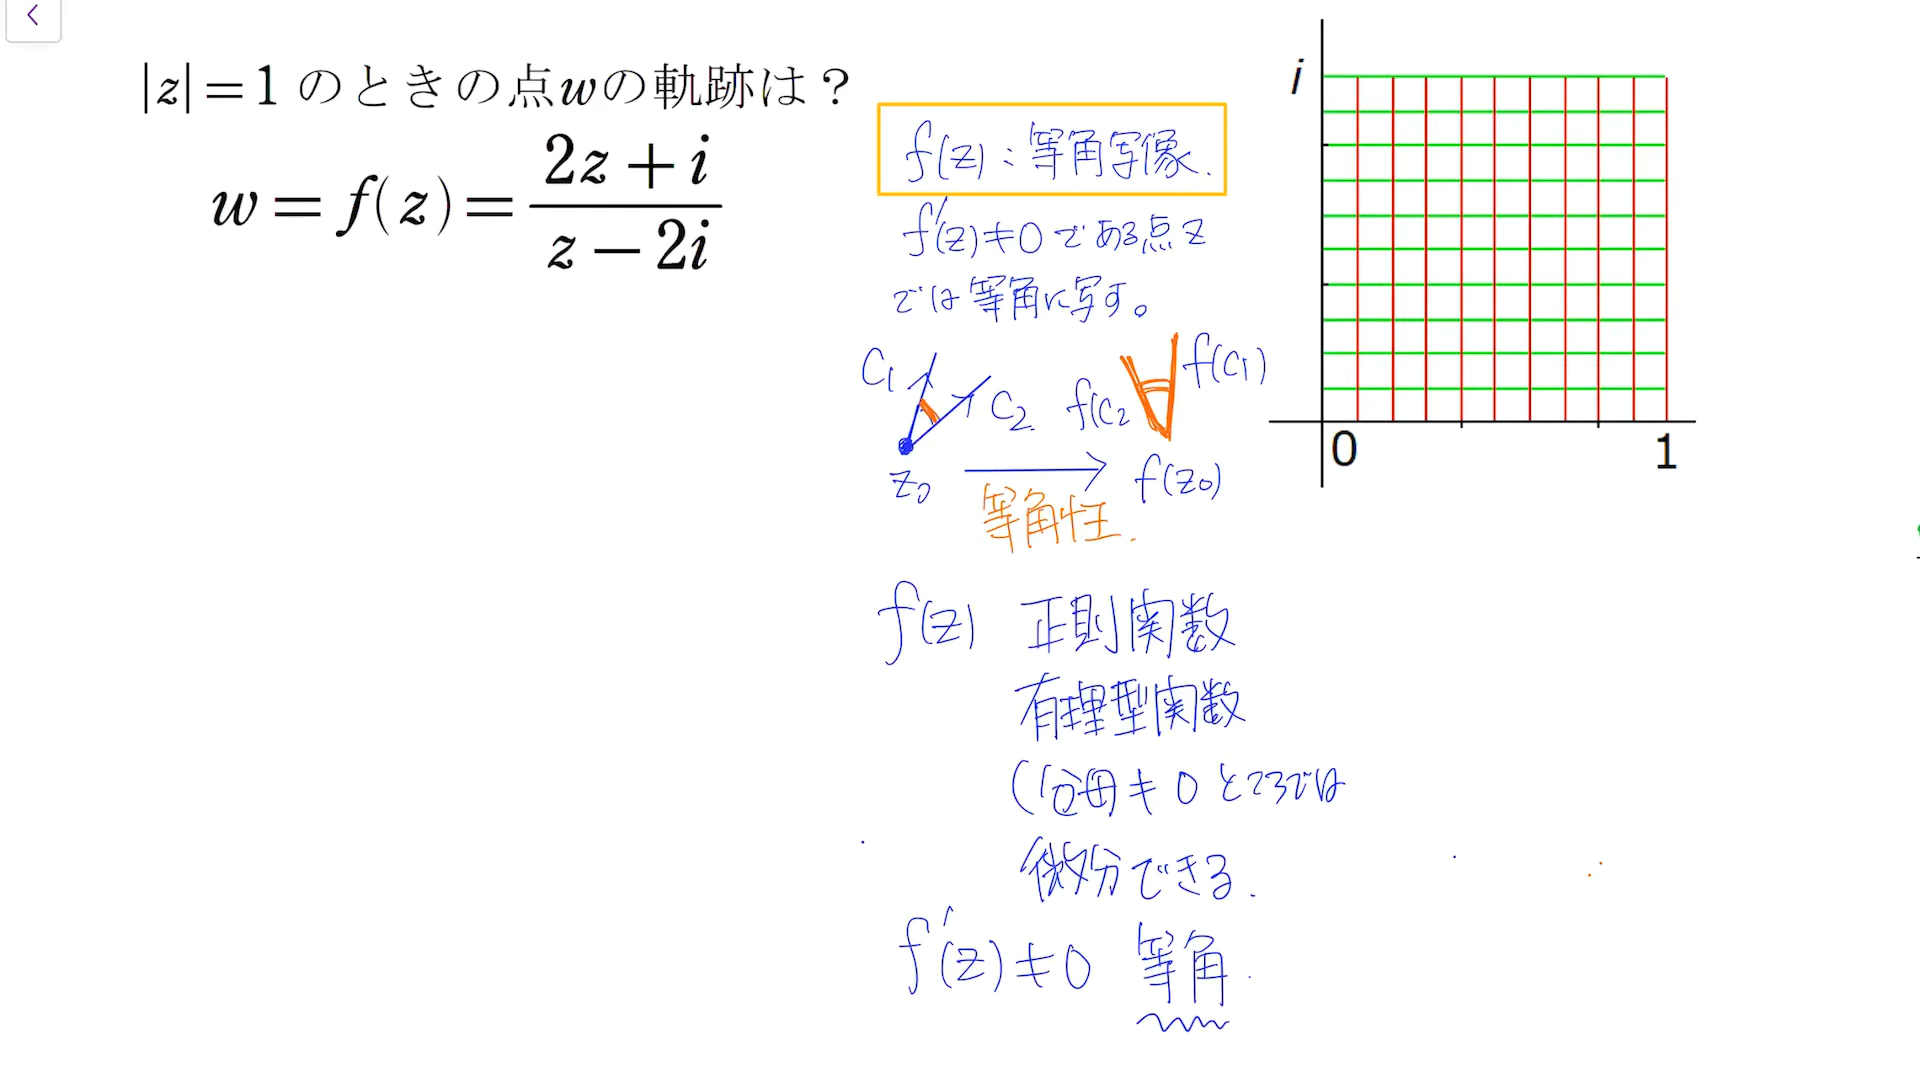 |z| = 1 のときの点wの軌跡は？
w = f(z) = \frac{2z + i}{z - 2i}
f(z) : 等角写像.
f'(z) ≠ 0 である点 z
では等角に写す。
C₁
C₂.
z₀
f(C₂
f(C₁)
f(z₀)
等角性.
f(z) 正則関数
有理型関数
(分母 ≠ 0 ところでは
微分できる.
f'(z) ≠ 0 等角.
i
0
1